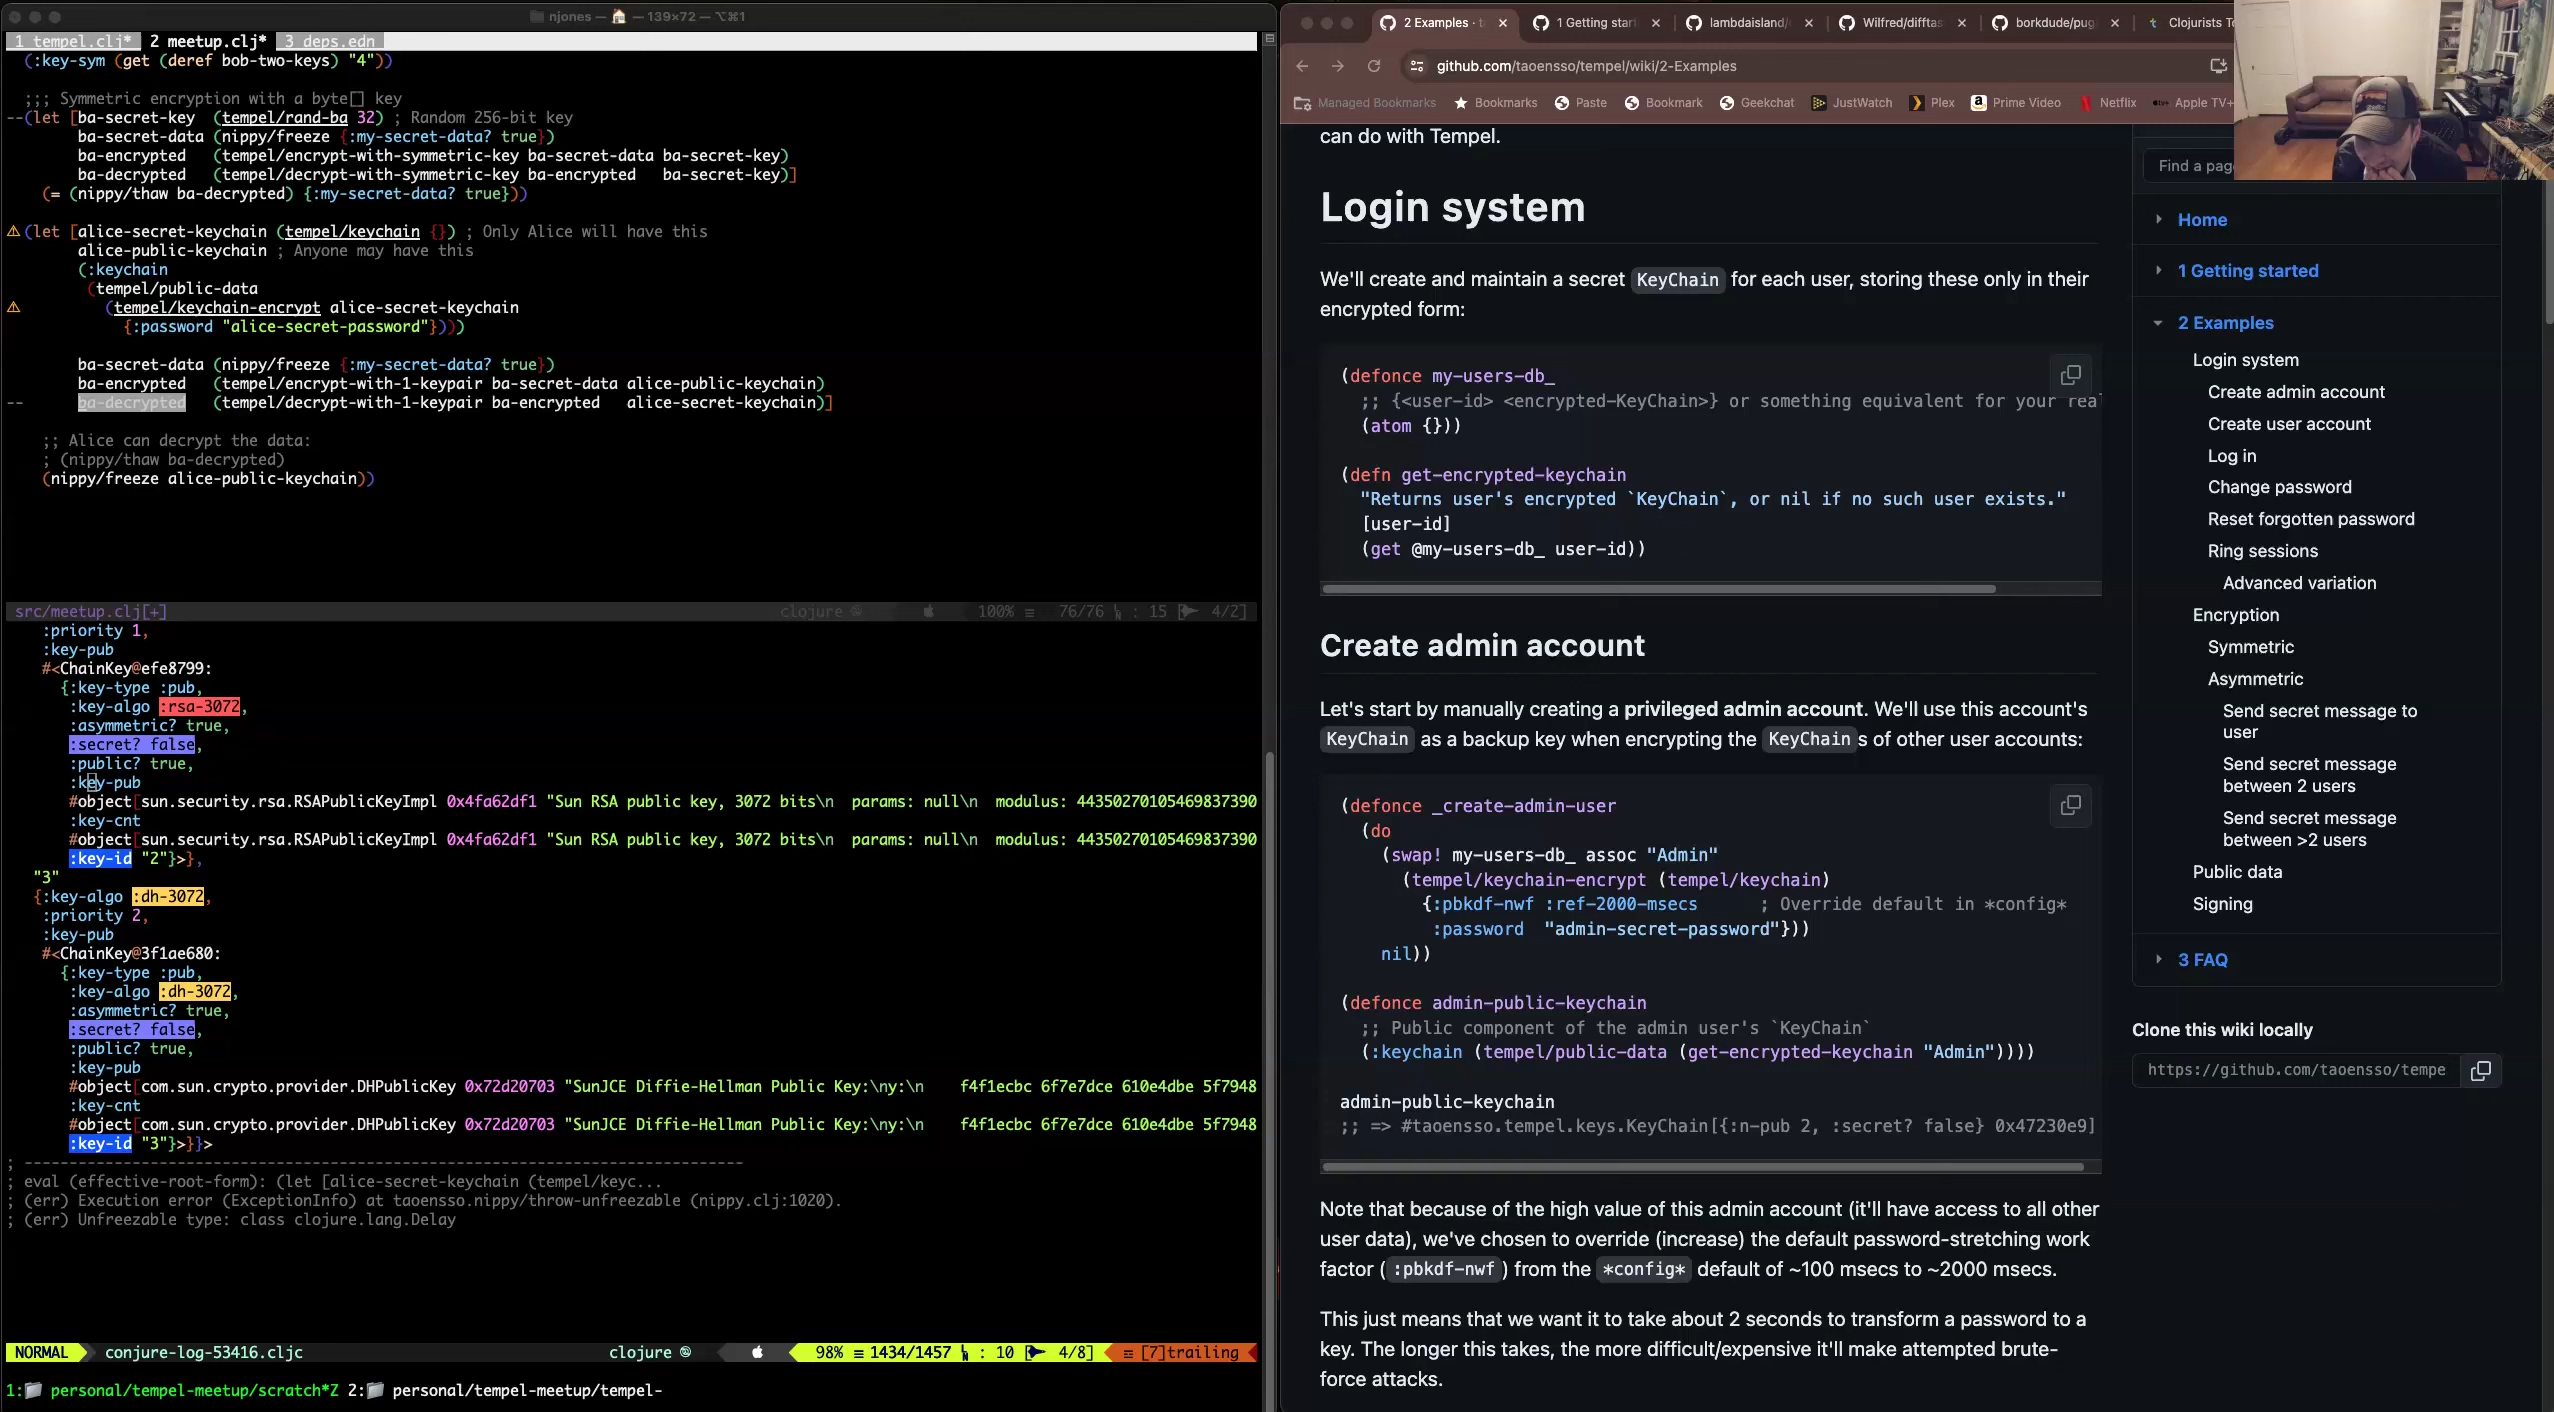 njones — 🏠 — 139×72 — ⌥⌘1
1 tempel.clj* 2 meetup.clj* 3 deps.edn
(:key-sym (get (deref bob-two-keys) "4"))
;;; Symmetric encryption with a byte[] key
--(let [ba-secret-key (tempel/rand-ba 32) ; Random 256-bit key
ba-secret-data (nippy/freeze {:my-secret-data? true})
ba-encrypted (tempel/encrypt-with-symmetric-key ba-secret-data ba-secret-key)
ba-decrypted (tempel/decrypt-with-symmetric-key ba-encrypted ba-secret-key)]
(= (nippy/thaw ba-decrypted) {:my-secret-data? true}))
⚠(let [alice-secret-keychain (tempel/keychain {}) ; Only Alice will have this
alice-public-keychain ; Anyone may have this
(:keychain
(tempel/public-data
⚠ (tempel/keychain-encrypt alice-secret-keychain
{:password "alice-secret-password"})))
ba-secret-data (nippy/freeze {:my-secret-data? true})
ba-encrypted (tempel/encrypt-with-1-keypair ba-secret-data alice-public-keychain)
-- ba-decrypted (tempel/decrypt-with-1-keypair ba-encrypted alice-secret-keychain)]
;; Alice can decrypt the data:
; (nippy/thaw ba-decrypted)
(nippy/freeze alice-public-keychain))
src/meetup.clj[+] clojure 100% ≡ 76/76 : 15 4/2]
:priority 1,
:key-pub
#<ChainKey@efe8799:
{:key-type :pub,
:key-algo :rsa-3072,
:asymmetric? true,
:secret? false,
:public? true,
:key-pub
#object[sun.security.rsa.RSAPublicKeyImpl 0x4fa62df1 "Sun RSA public key, 3072 bits\n params: null\n modulus: 44350270105469837390
:key-cnt
#object[sun.security.rsa.RSAPublicKeyImpl 0x4fa62df1 "Sun RSA public key, 3072 bits\n params: null\n modulus: 44350270105469837390
:key-id "2"}>},
"3"
{:key-algo :dh-3072,
:priority 2,
:key-pub
#<ChainKey@3f1ae680:
{:key-type :pub,
:key-algo :dh-3072,
:asymmetric? true,
:secret? false,
:public? true,
:key-pub
#object[com.sun.crypto.provider.DHPublicKey 0x72d20703 "SunJCE Diffie-Hellman Public Key:\ny:\n f4f1ecbc 6f7e7dce 610e4dbe 5f7948
:key-cnt
#object[com.sun.crypto.provider.DHPublicKey 0x72d20703 "SunJCE Diffie-Hellman Public Key:\ny:\n f4f1ecbc 6f7e7dce 610e4dbe 5f7948
:key-id "3"}>}}>
; --------------------------------------------------------------------------------
; eval (effective-root-form): (let [alice-secret-keychain (tempel/keyc...
; (err) Execution error (ExceptionInfo) at taoensso.nippy/throw-unfreezable (nippy.clj:1020).
; (err) Unfreezable type: class clojure.lang.Delay
NORMAL conjure-log-53416.cljc clojure 98% ≡ 1434/1457 : 10 4/8] ≡ [7]trailing
1: personal/tempel-meetup/scratch*Z 2: personal/tempel-meetup/tempel-
2 Examples · t × 1 Getting star × lambdaisland/ × Wilfred/difftas × borkdude/pug × Clojurists To
github.com/taoensso/tempel/wiki/2-Examples
Managed Bookmarks Bookmarks Paste Bookmark Geekchat JustWatch Plex Prime Video Netflix Apple TV+
can do with Tempel.
Login system
We'll create and maintain a secret KeyChain for each user, storing these only in their
encrypted form:
(defonce my-users-db_
;; {<user-id> <encrypted-KeyChain>} or something equivalent for your real
(atom {}))
(defn get-encrypted-keychain
"Returns user's encrypted `KeyChain`, or nil if no such user exists."
[user-id]
(get @my-users-db_ user-id))
Create admin account
Let's start by manually creating a privileged admin account. We'll use this account's
KeyChain as a backup key when encrypting the KeyChain s of other user accounts:
(defonce _create-admin-user
(do
(swap! my-users-db_ assoc "Admin"
(tempel/keychain-encrypt (tempel/keychain)
{:pbkdf-nwf :ref-2000-msecs ; Override default in *config*
:password "admin-secret-password"}))
nil))
(defonce admin-public-keychain
;; Public component of the admin user's `KeyChain`
(:keychain (tempel/public-data (get-encrypted-keychain "Admin"))))
admin-public-keychain
;; => #taoensso.tempel.keys.KeyChain[{:n-pub 2, :secret? false} 0x47230e9]
Note that because of the high value of this admin account (it'll have access to all other
user data), we've chosen to override (increase) the default password-stretching work
factor ( :pbkdf-nwf ) from the *config* default of ~100 msecs to ~2000 msecs.
This just means that we want it to take about 2 seconds to transform a password to a
key. The longer this takes, the more difficult/expensive it'll make attempted brute-
force attacks.
Find a page
Home
1 Getting started
2 Examples
Login system
Create admin account
Create user account
Log in
Change password
Reset forgotten password
Ring sessions
Advanced variation
Encryption
Symmetric
Asymmetric
Send secret message to
user
Send secret message
between 2 users
Send secret message
between >2 users
Public data
Signing
3 FAQ
Clone this wiki locally
https://github.com/taoensso/tempe